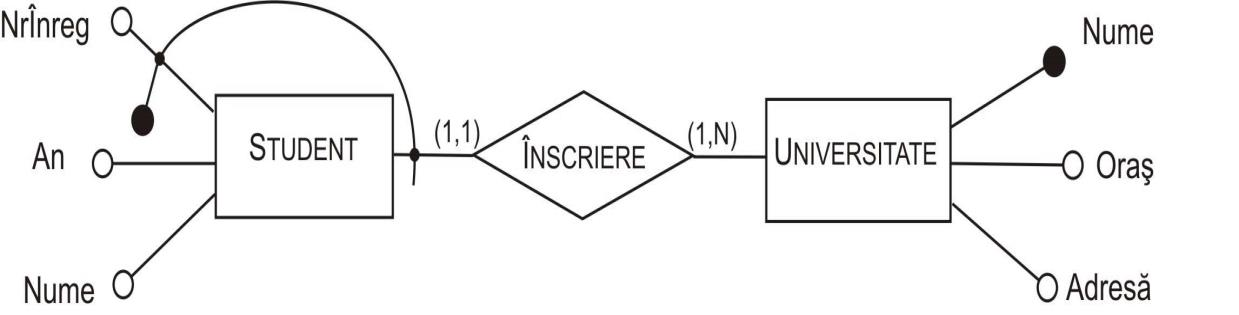 NrÎnreg
Nume
STUDENT
(1,1)
ÎNSCRIERE
(1,N)
UNIVERSITATE
An
Oraş
Nume
Adresă